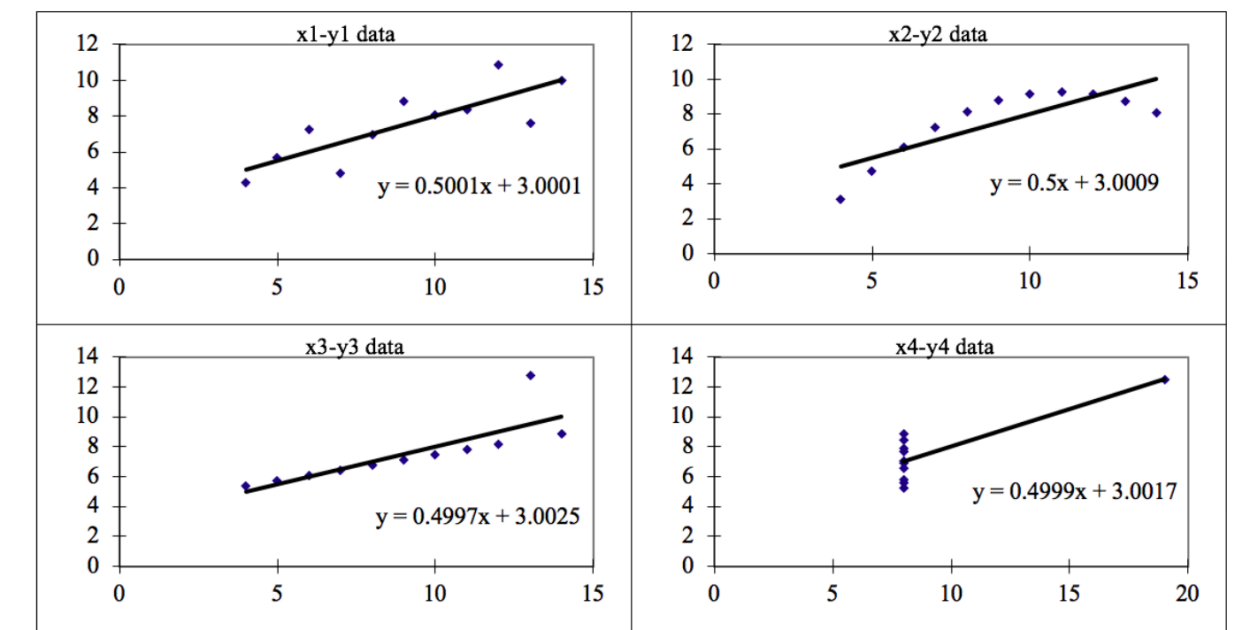 x1-y1 data
12
10
8
6
4
2
0
0 5 10 15
y = 0.5001x + 3.0001
x2-y2 data
12
10
8
6
4
2
0
0 5 10 15
y = 0.5x + 3.0009
x3-y3 data
14
12
10
8
6
4
2
0
0 5 10 15
y = 0.4997x + 3.0025
x4-y4 data
14
12
10
8
6
4
2
0
0 5 10 15 20
y = 0.4999x + 3.0017